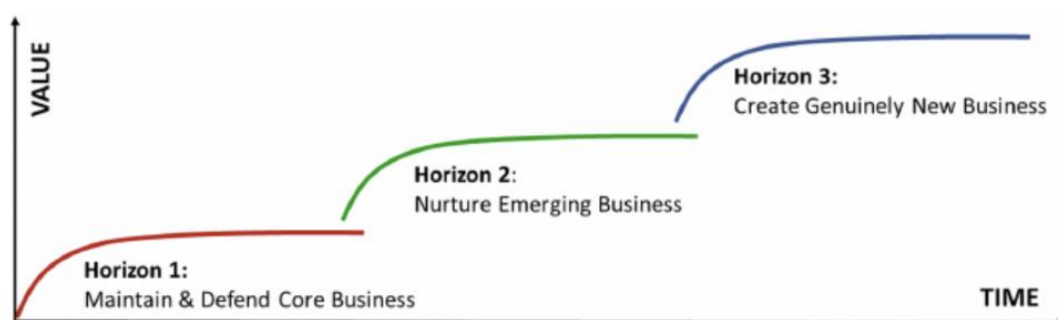 VALUE
Horizon 3:
Create Genuinely New Business
Horizon 2:
Nurture Emerging Business
Horizon 1:
Maintain & Defend Core Business
TIME